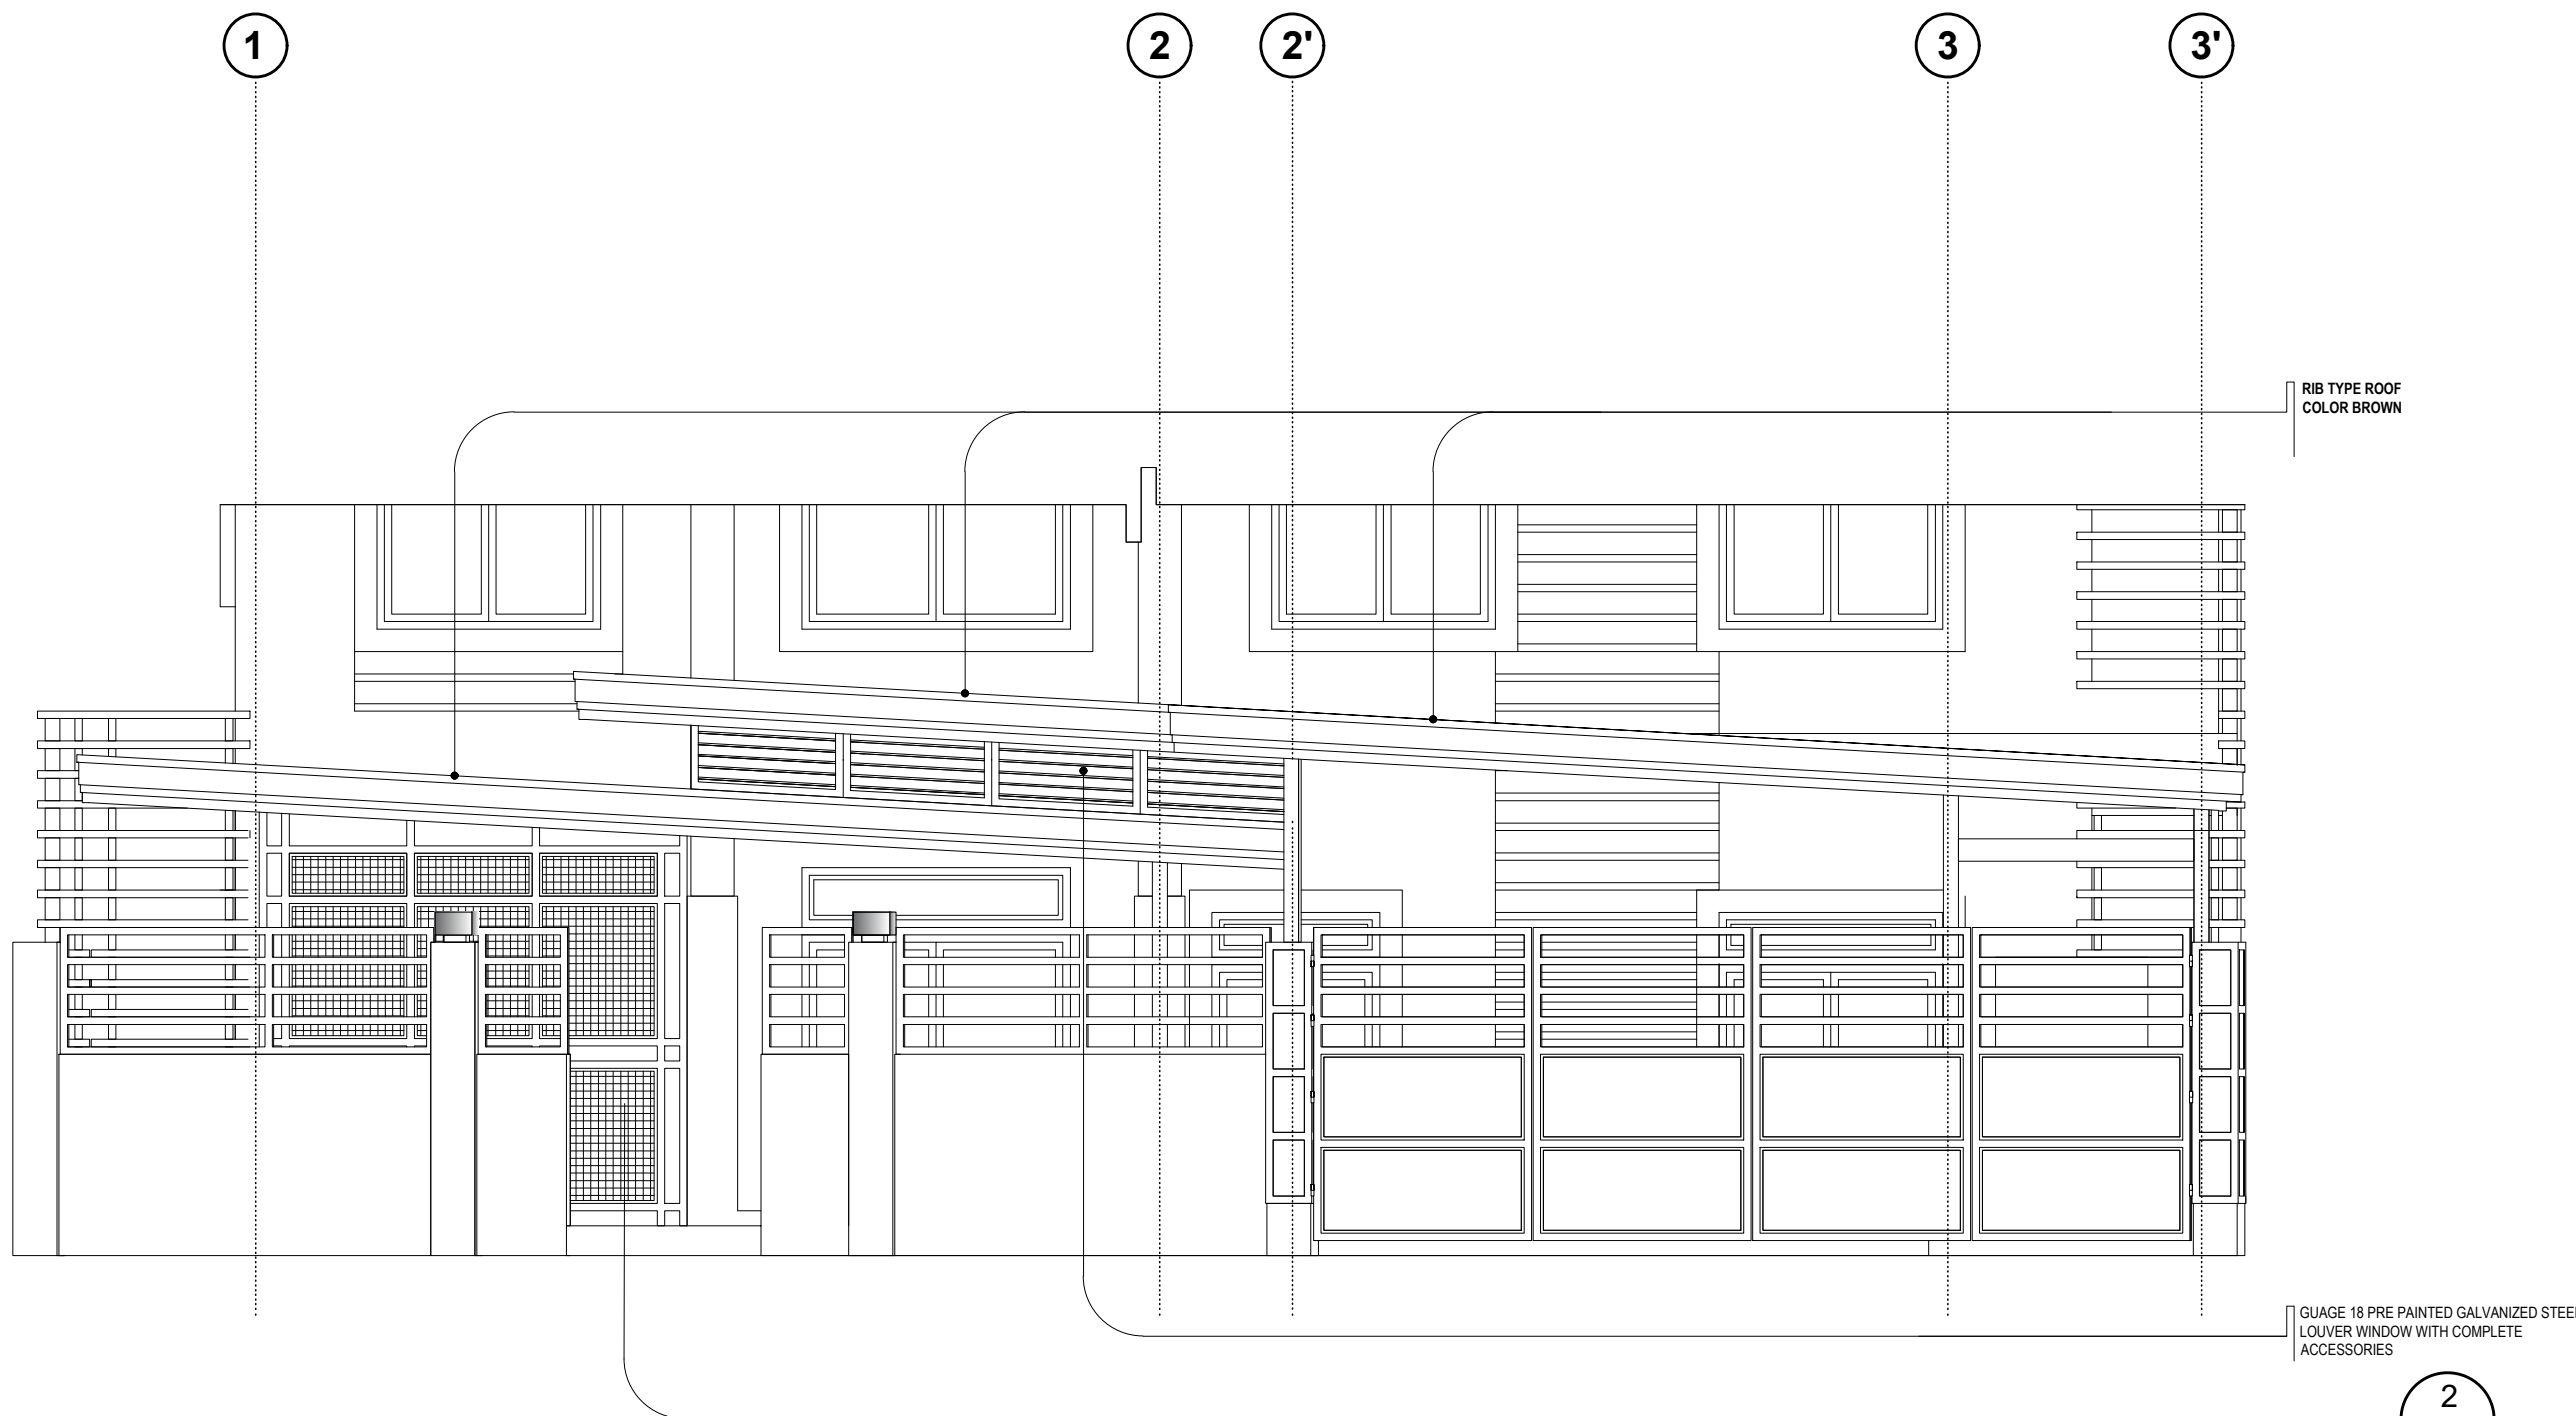 1
2
2'
3
3'
RIB TYPE ROOF
COLOR BROWN
GUAGE 18 PRE PAINTED GALVANIZED STEEL
LOUVER WINDOW WITH COMPLETE
ACCESSORIES
2